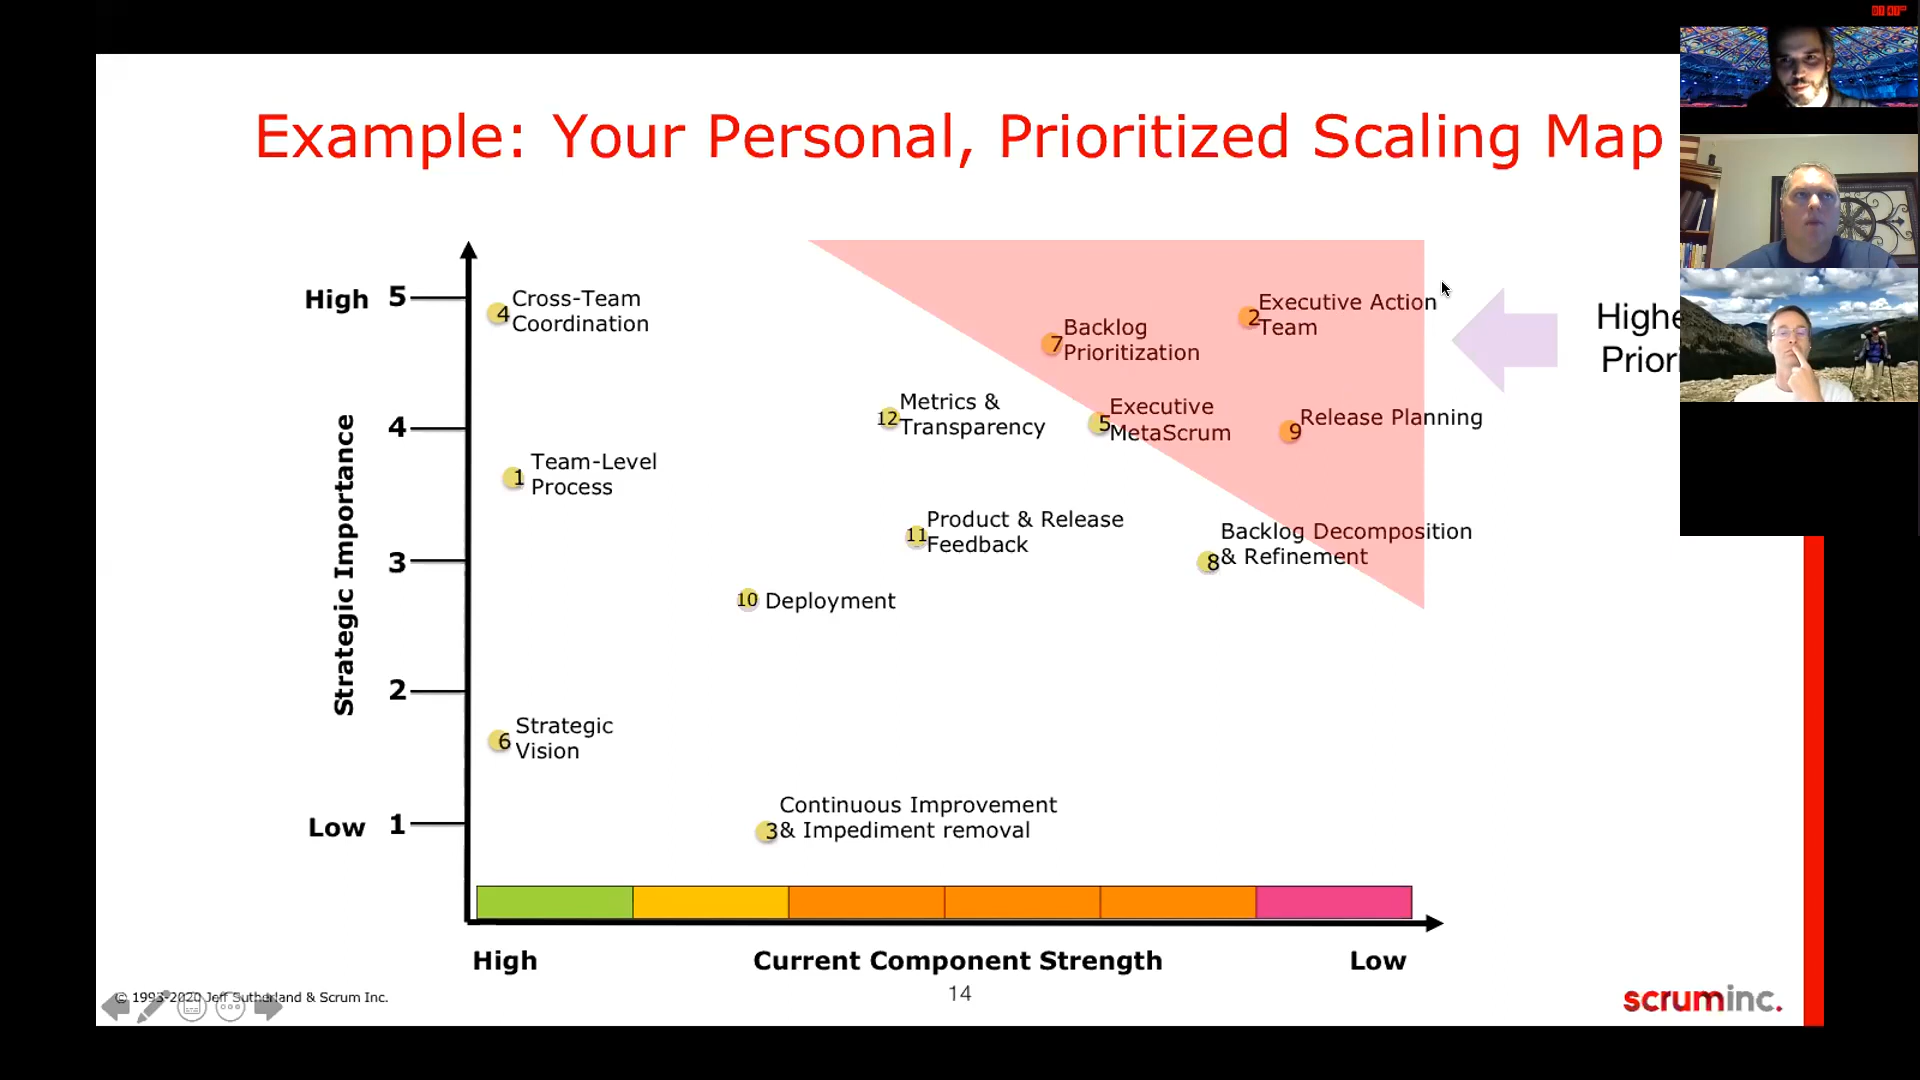 Example: Your Personal, Prioritized Scaling Map
High 5
4 Cross-Team
Coordination
7 Backlog
Prioritization
2 Executive Action
Team
4
12 Metrics &
Transparency
5 Executive
MetaScrum
9 Release Planning
1 Team-Level
Process
11 Product & Release
Feedback
3
8 Backlog Decomposition
& Refinement
10 Deployment
2
6 Strategic
Vision
Low 1
3 Continuous Improvement
& Impediment removal
Strategic Importance
High
Current Component Strength
Low
© 1993-2020 Jeff Sutherland & Scrum Inc.
14
scruminc.